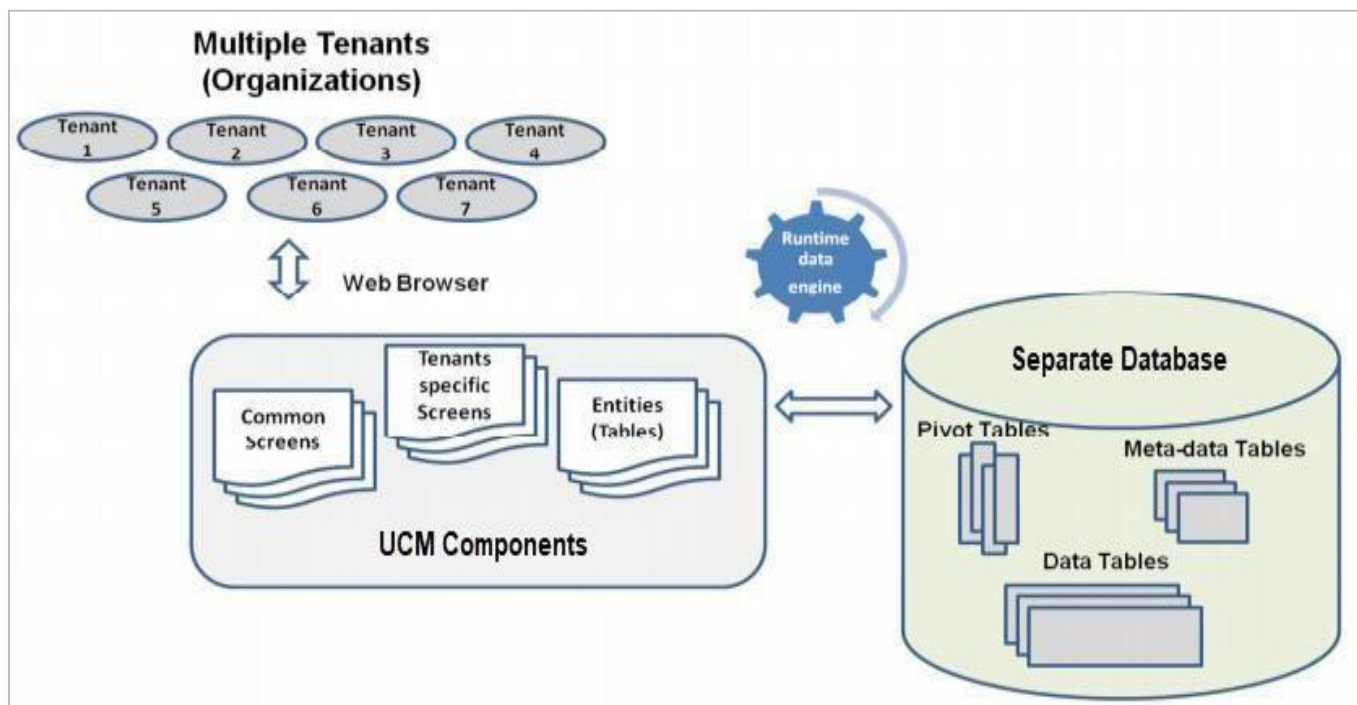 Multiple Tenants
(Organizations)
Tenant
1
Tenant
2
Tenant
3
Tenant
4
Tenant
5
Tenant
6
Tenant
7
Web Browser
Runtime
data
engine
Common
Screens
Tenants
specific
Screens
Entities
(Tables)
UCM Components
Separate Database
Pivot Tables
Meta-data Tables
Data Tables